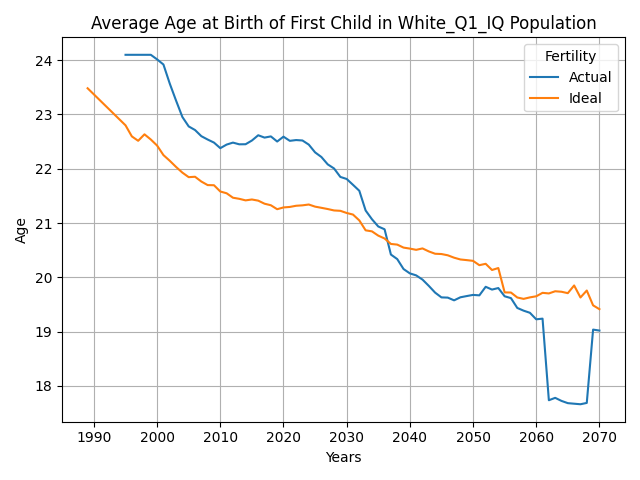 Average Age at Birth of First Child in White_Q1_IQ Population
Fertility
Actual
Ideal
Age
24
23
22
21
20
19
18
1990 2000 2010 2020 2030 2040 2050 2060 2070
Years